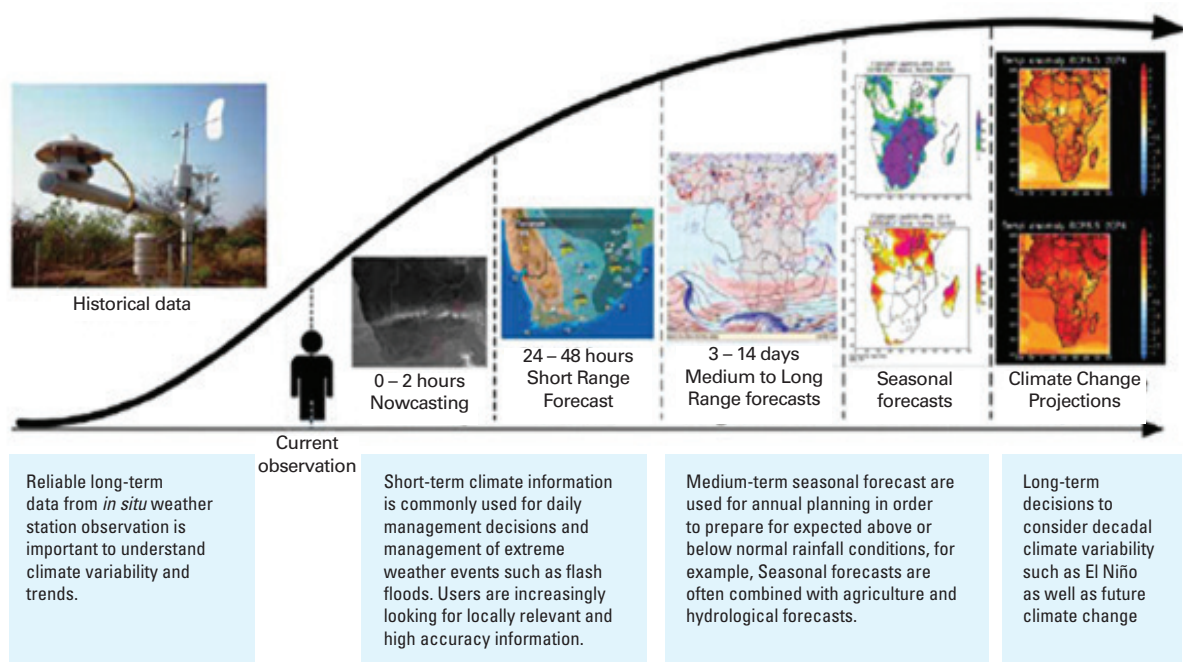 Historical data
Current
observation
0 – 2 hours
Nowcasting
24 – 48 hours
Short Range
Forecast
3 – 14 days
Medium to Long
Range forecasts
Seasonal
forecasts
Climate Change
Projections
Reliable long-term
data from in situ weather
station observation is
important to understand
climate variability and
trends.
Short-term climate information
is commonly used for daily
management decisions and
management of extreme
weather events such as flash
floods. Users are increasingly
looking for locally relevant and
high accuracy information.
Medium-term seasonal forecast are
used for annual planning in order
to prepare for expected above or
below normal rainfall conditions, for
example, Seasonal forecasts are
often combined with agriculture and
hydrological forecasts.
Long-term
decisions to
consider decadal
climate variability
such as El Niño
as well as future
climate change